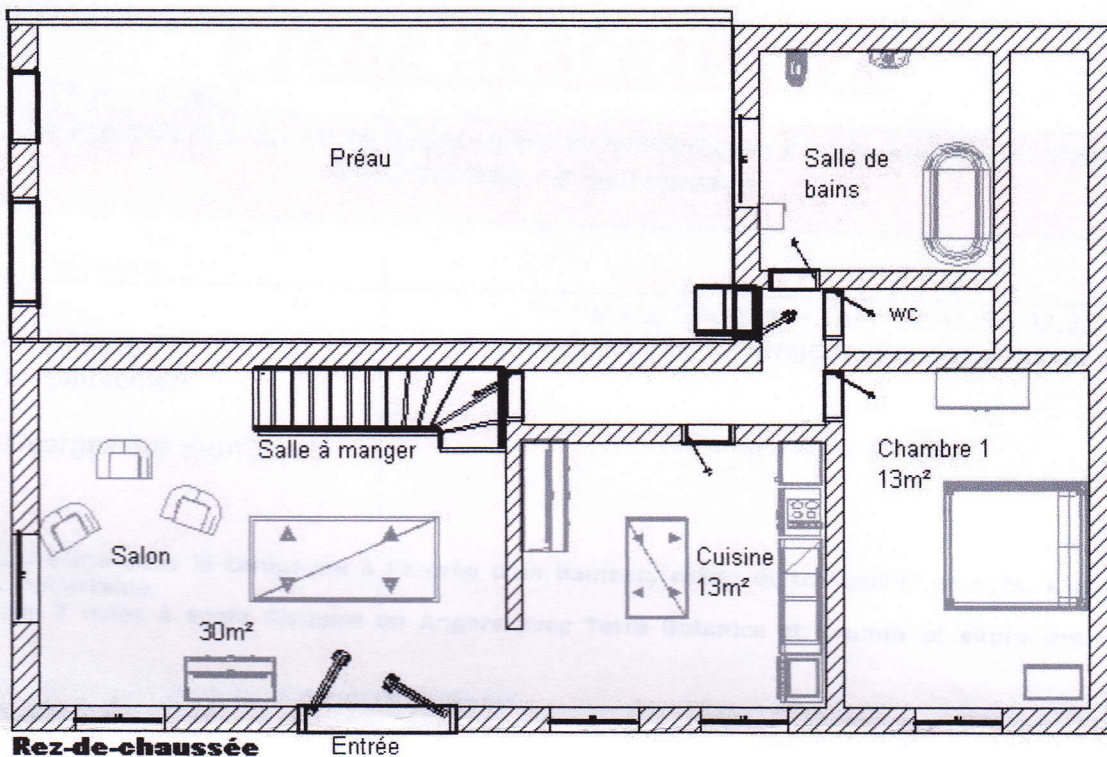 Préau
Salle de
bains
wc
Salle à manger
Chambre 1
13m²
Salon
Cuisine
13m²
30m²
Rez-de-chaussée
Entrée